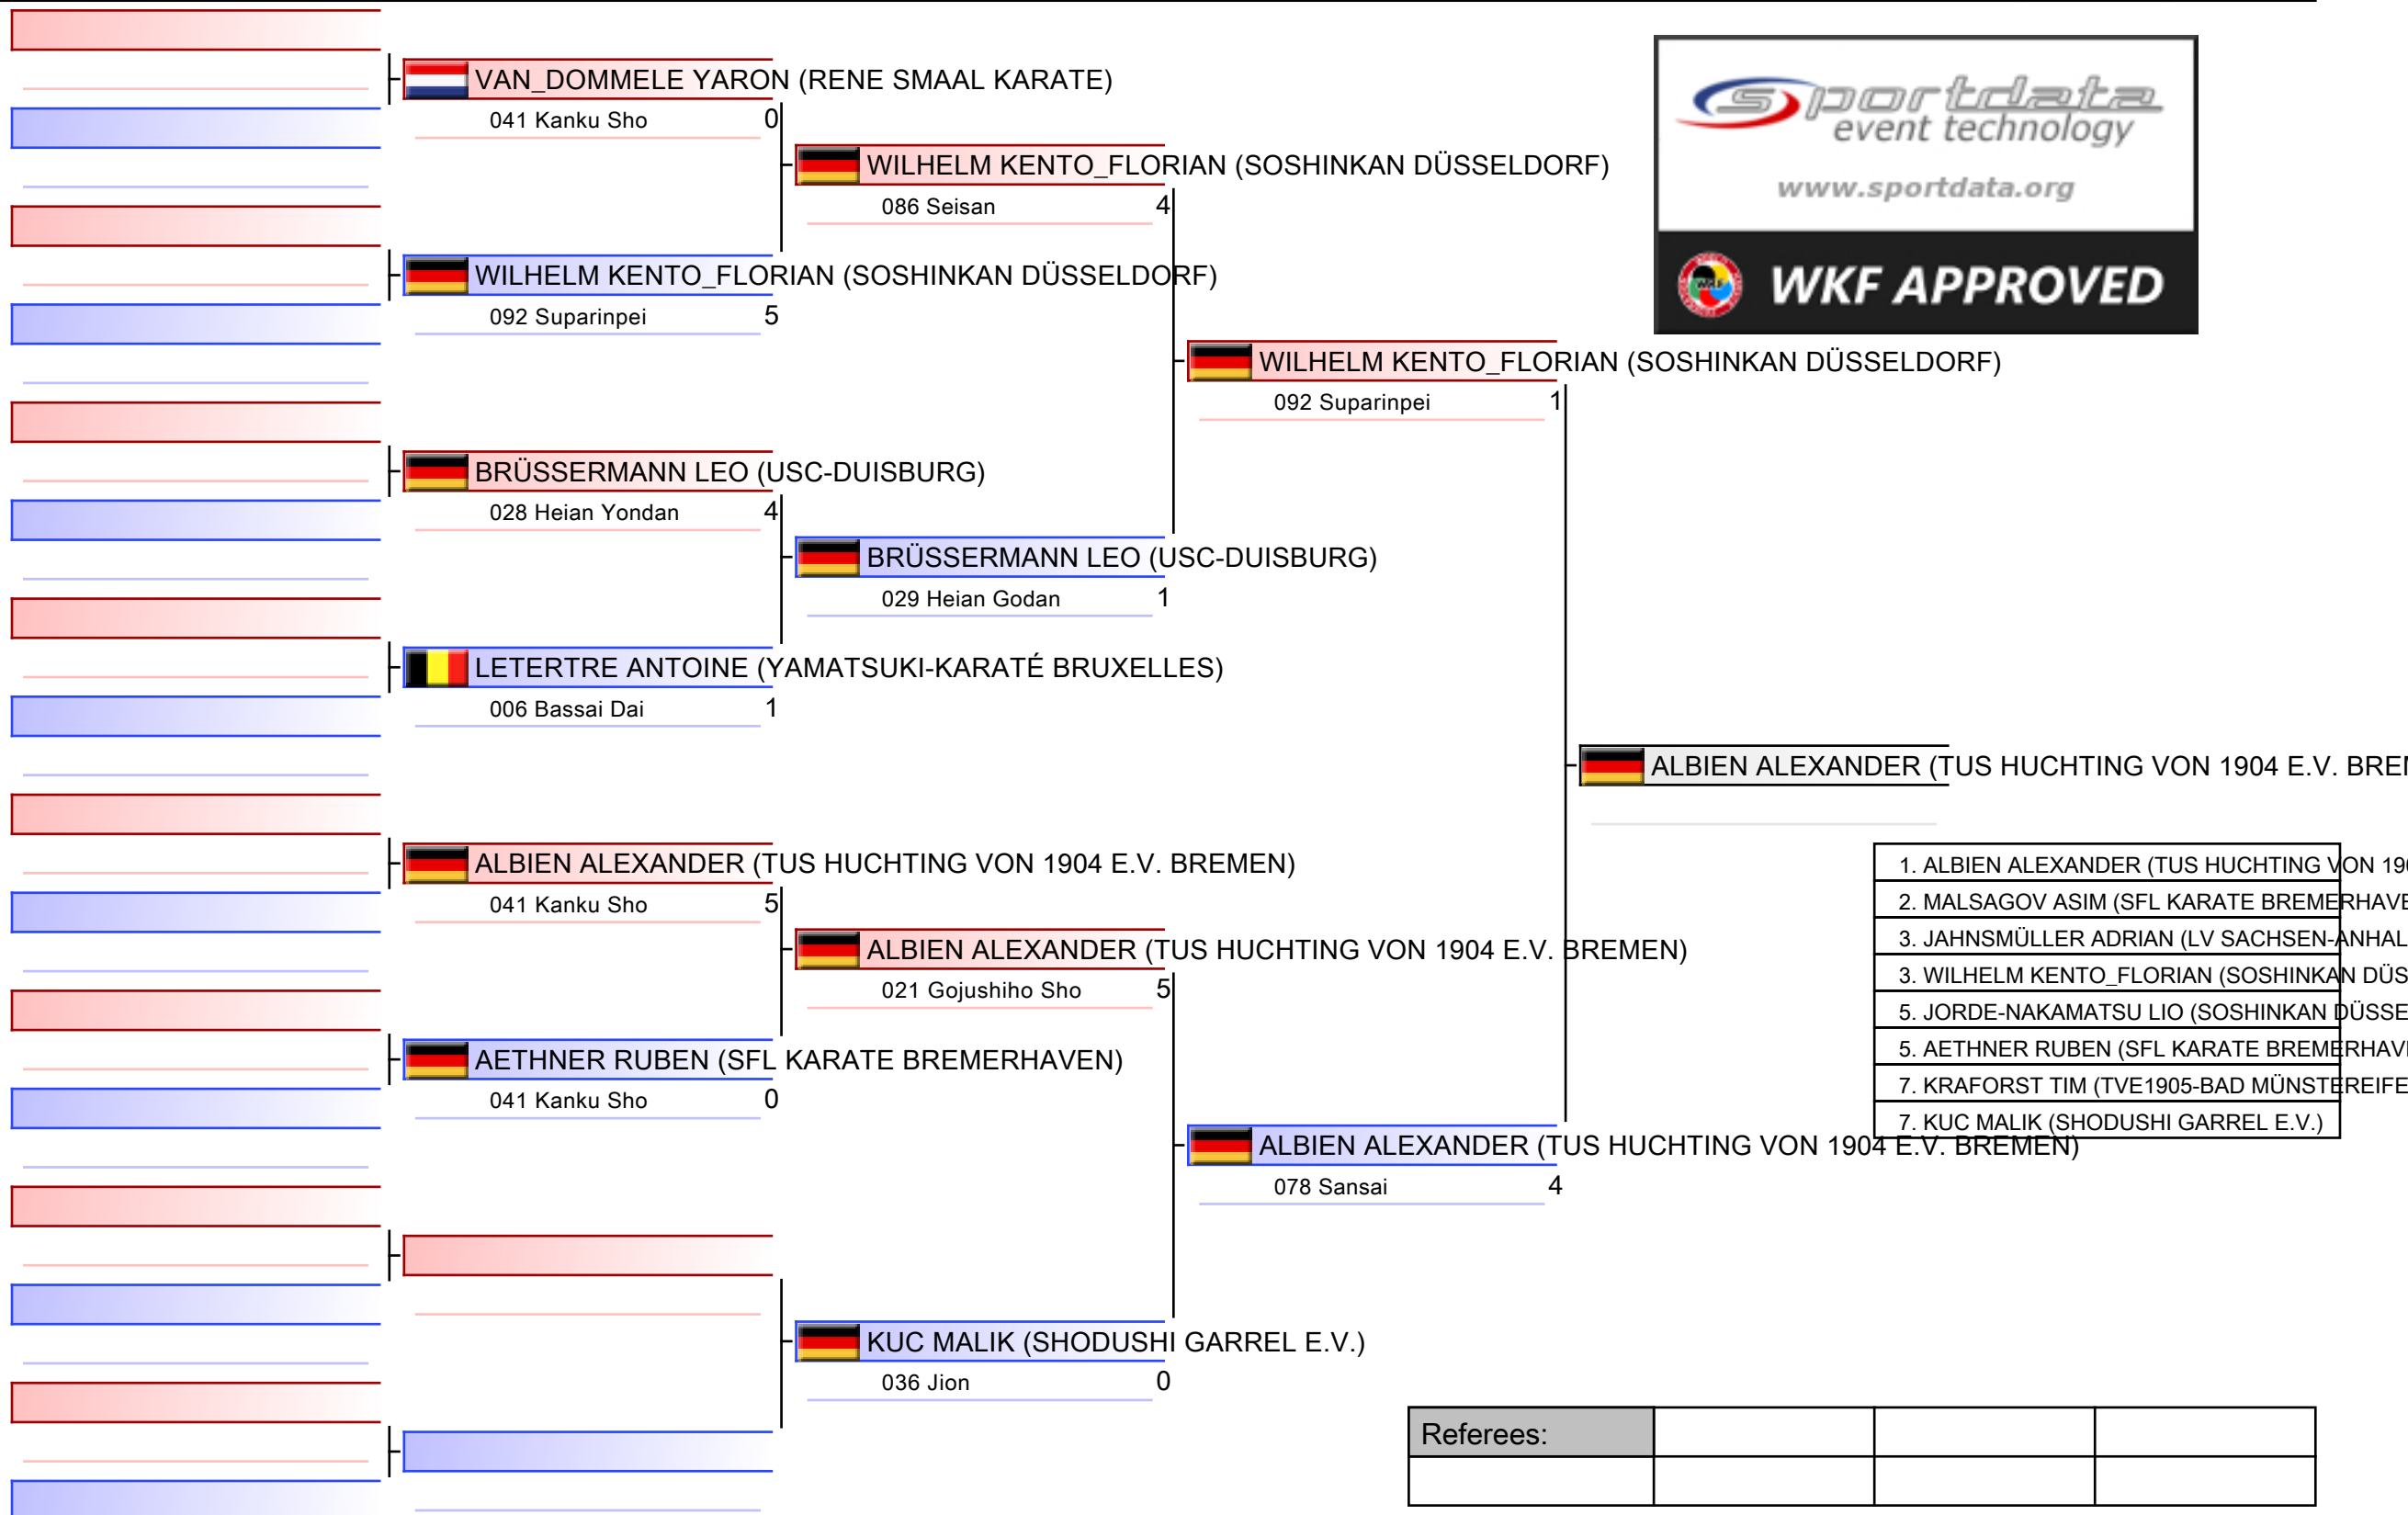 sportdata
event technology
www.sportdata.org
WKF APPROVED
VAN_DOMMELE YARON (RENE SMAAL KARATE)
041 Kanku Sho 0
WILHELM KENTO_FLORIAN (SOSHINKAN DÜSSELDORF)
086 Seisan 4
WILHELM KENTO_FLORIAN (SOSHINKAN DÜSSELDORF)
092 Suparinpei 5
WILHELM KENTO_FLORIAN (SOSHINKAN DÜSSELDORF)
092 Suparinpei 1
BRÜSSERMANN LEO (USC-DUISBURG)
028 Heian Yondan 4
BRÜSSERMANN LEO (USC-DUISBURG)
029 Heian Godan 1
LETERTRE ANTOINE (YAMATSUKI-KARATÉ BRUXELLES)
006 Bassai Dai 1
ALBIEN ALEXANDER (TUS HUCHTING VON 1904 E.V. BREM
ALBIEN ALEXANDER (TUS HUCHTING VON 1904 E.V. BREMEN)
041 Kanku Sho 5
ALBIEN ALEXANDER (TUS HUCHTING VON 1904 E.V. BREMEN)
021 Gojushiho Sho 5
AETHNER RUBEN (SFL KARATE BREMERHAVEN)
041 Kanku Sho 0
ALBIEN ALEXANDER (TUS HUCHTING VON 1904 E.V. BREMEN)
078 Sansai 4
KUC MALIK (SHODUSHI GARREL E.V.)
036 Jion 0
1. ALBIEN ALEXANDER (TUS HUCHTING VON 190
2. MALSAGOV ASIM (SFL KARATE BREMERHAVE
3. JAHNSMÜLLER ADRIAN (LV SACHSEN-ANHAL
3. WILHELM KENTO_FLORIAN (SOSHINKAN DÜS
5. JORDE-NAKAMATSU LIO (SOSHINKAN DÜSSE
5. AETHNER RUBEN (SFL KARATE BREMERHAVE
7. KRAFORST TIM (TVE1905-BAD MÜNSTEREIFE
7. KUC MALIK (SHODUSHI GARREL E.V.)
Referees: